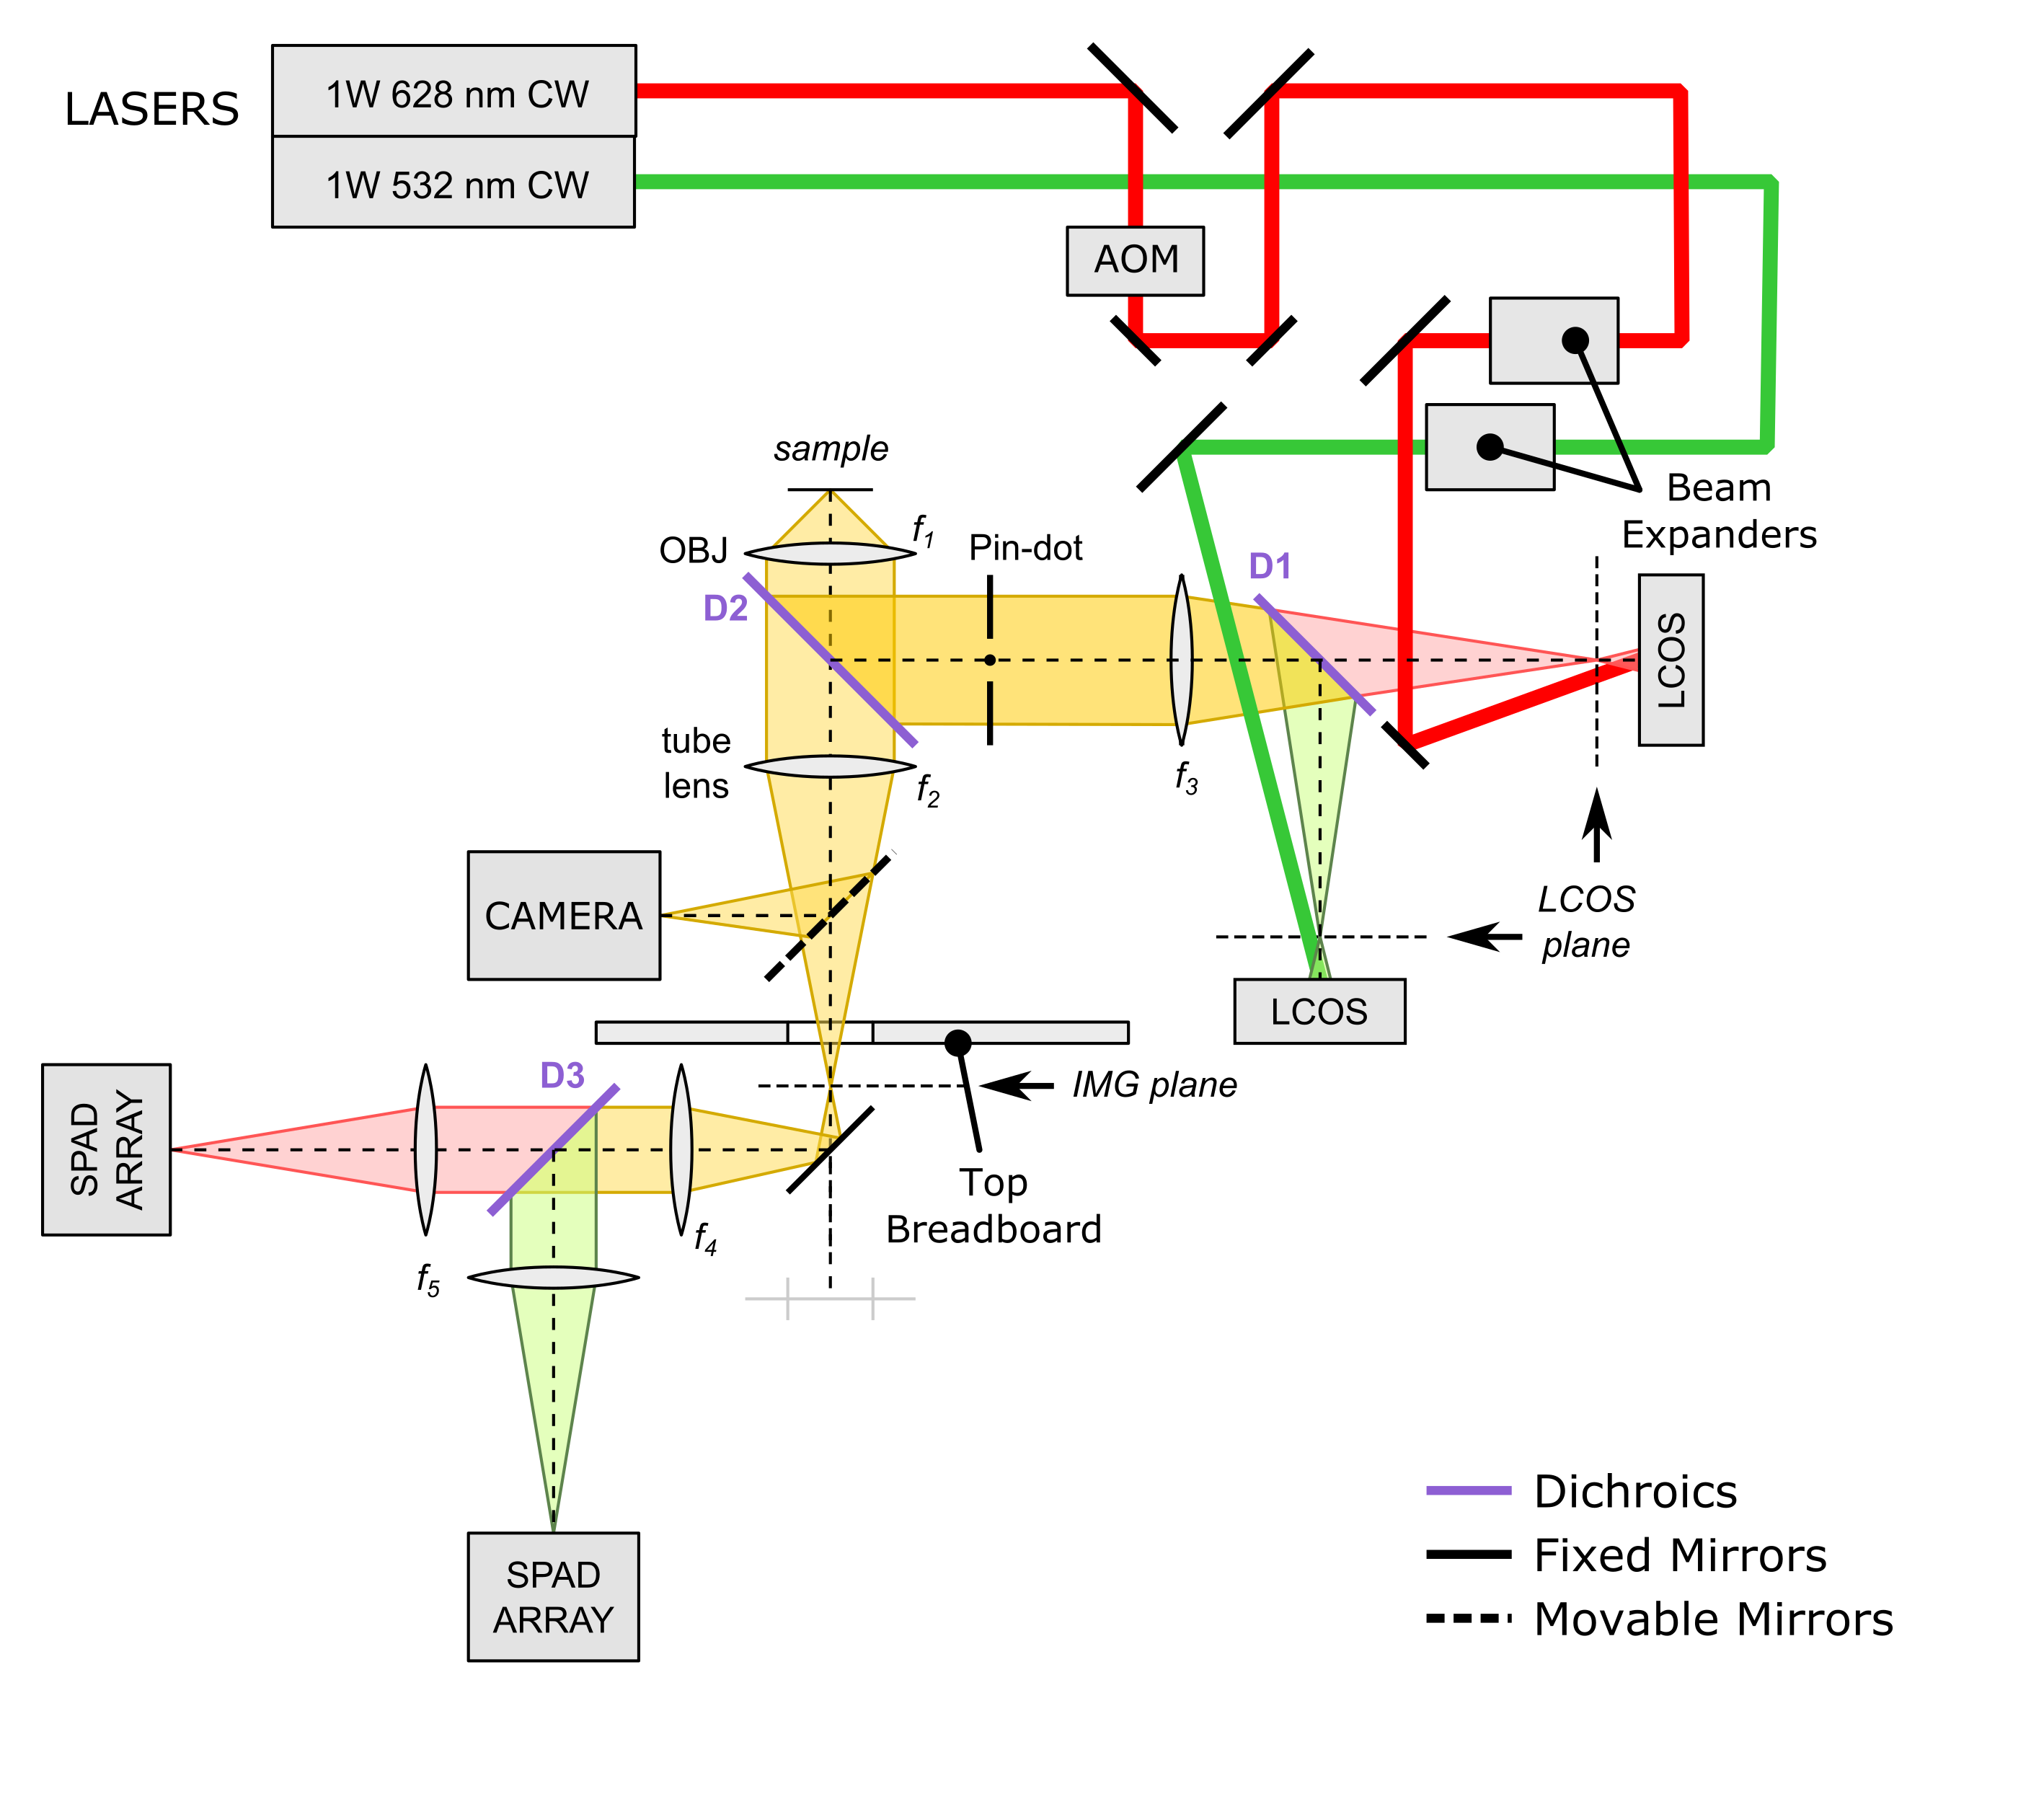 LASERS
1W 628 nm CW
1W 532 nm CW
AOM
sample
OBJ
f1
Pin-dot
D1
D2
Beam
Expanders
LCOS
tube
lens
f2
f3
CAMERA
LCOS
plane
LCOS
D3
IMG plane
SPAD
ARRAY
Top
Breadboard
f4
f5
SPAD
ARRAY
Dichroics
Fixed Mirrors
Movable Mirrors